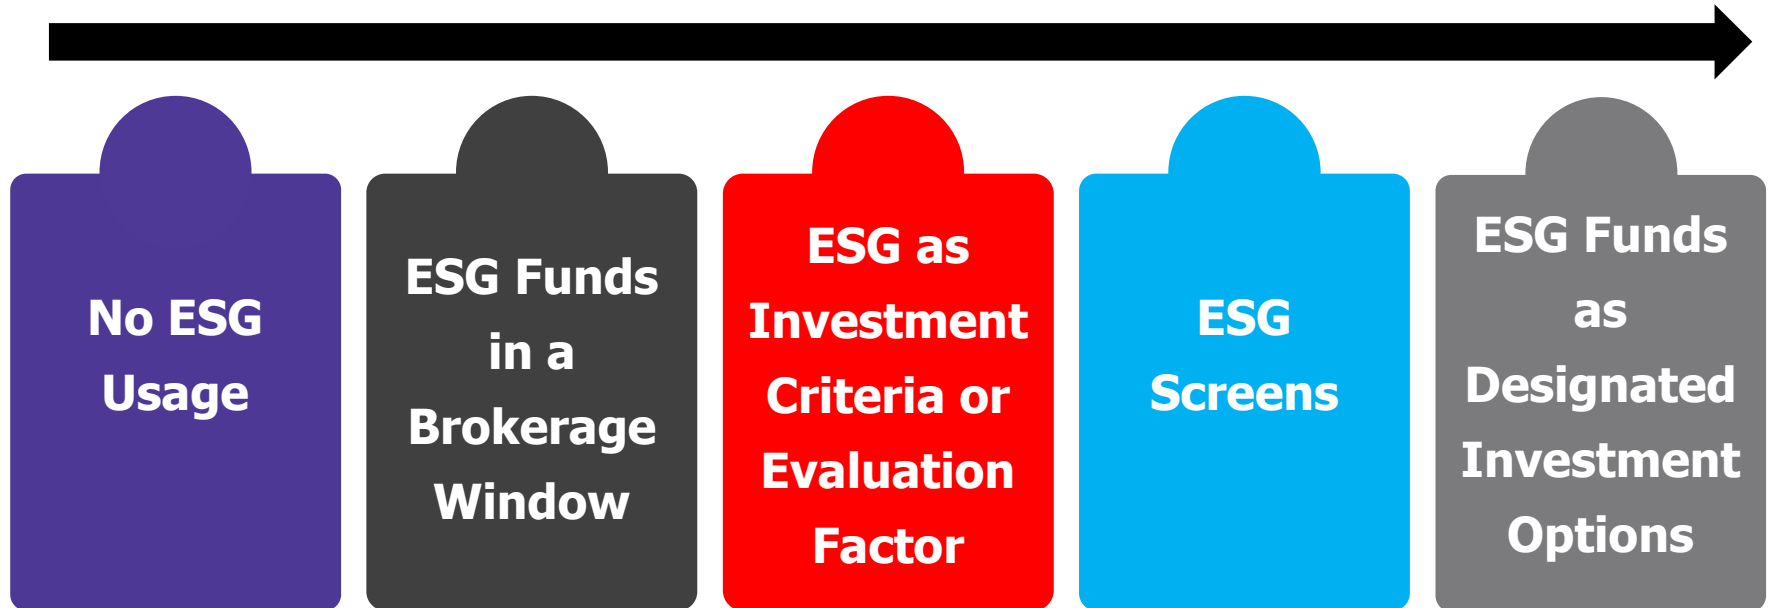 No ESG
Usage
ESG Funds
in a
Brokerage
Window
ESG as
Investment
Criteria or
Evaluation
Factor
ESG
Screens
ESG Funds
as
Designated
Investment
Options